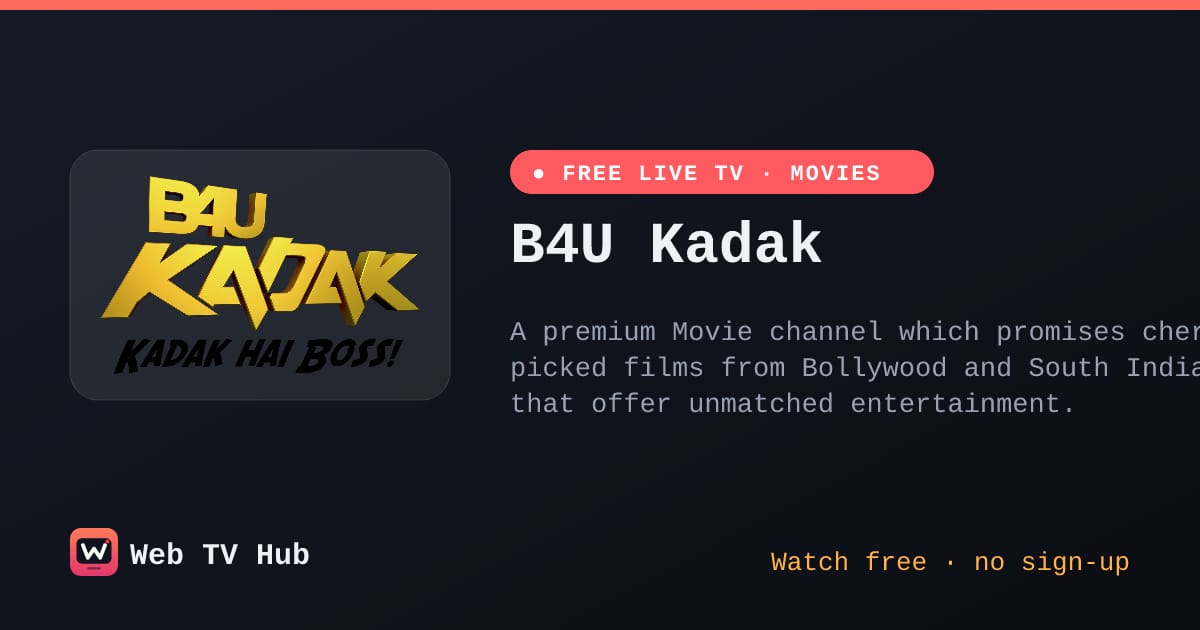 B4U
KADAK
KADAK HAI BOSS!
• FREE LIVE TV · MOVIES
B4U Kadak
A premium Movie channel which promises cher
picked films from Bollywood and South India
that offer unmatched entertainment.
W
Web TV Hub
Watch free · no sign-up